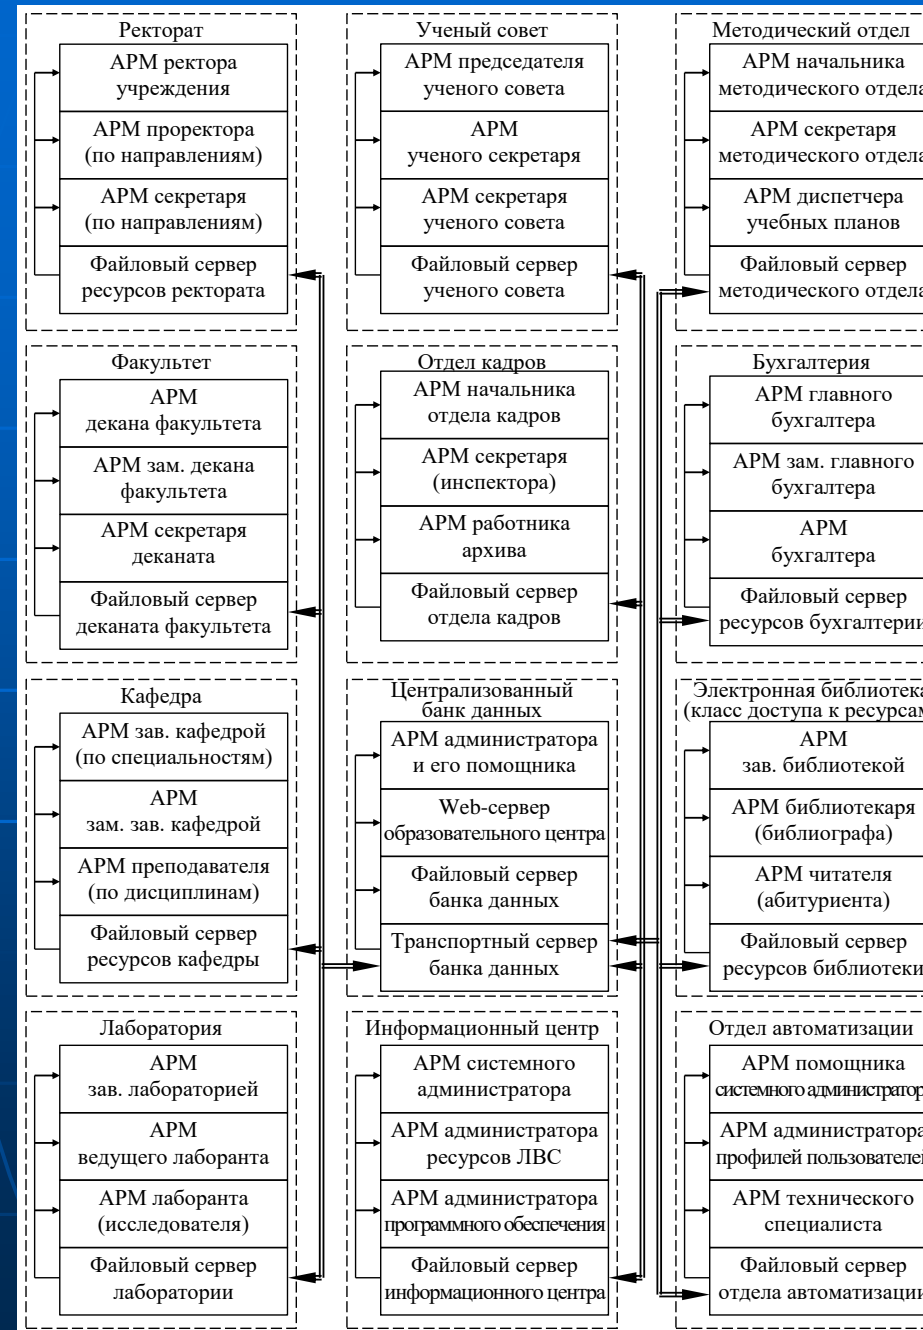 Ректорат
АРМ ректора
учреждения
АРМ проректора
(по направлениям)
АРМ секретаря
(по направлениям)
Файловый сервер
ресурсов ректората
Ученый совет
АРМ председателя
ученого совета
АРМ
ученого секретаря
АРМ секретаря
ученого совета
Файловый сервер
ученого совета
Методический отдел
АРМ начальника
методического отдела
АРМ секретаря
методического отдела
АРМ диспетчера
учебных планов
Файловый сервер
методического отдела
Факультет
АРМ
декана факультета
АРМ зам. декана
факультета
АРМ секретаря
деканата
Файловый сервер
деканата факультета
Отдел кадров
АРМ начальника
отдела кадров
АРМ секретаря
(инспектора)
АРМ работника
архива
Файловый сервер
отдела кадров
Бухгалтерия
АРМ главного
бухгалтера
АРМ зам. главного
бухгалтера
АРМ
бухгалтера
Файловый сервер
ресурсов бухгалтерии
Кафедра
АРМ зав. кафедрой
(по специальностям)
АРМ
зам. зав. кафедрой
АРМ преподавателя
(по дисциплинам)
Файловый сервер
ресурсов кафедры
Централизованный
банк данных
АРМ администратора
и его помощника
Web-сервер
образовательного центра
Файловый сервер
банка данных
Транспортный сервер
банка данных
Электронная библиотека
(класс доступа к ресурсам
АРМ
зав. библиотекой
АРМ библиотекаря
(библиографа)
АРМ читателя
(абитуриента)
Файловый сервер
ресурсов библиотеки
Лаборатория
АРМ
зав. лабораторией
АРМ
ведущего лаборанта
АРМ лаборанта
(исследователя)
Файловый сервер
лаборатории
Информационный центр
АРМ системного
администратора
АРМ администратора
ресурсов ЛВС
АРМ администратора
программного обеспечения
Файловый сервер
информационного центра
Отдел автоматизации
АРМ помощника
системного администратор
АРМ администратора
профилей пользователей
АРМ технического
специалиста
Файловый сервер
отдела автоматизации